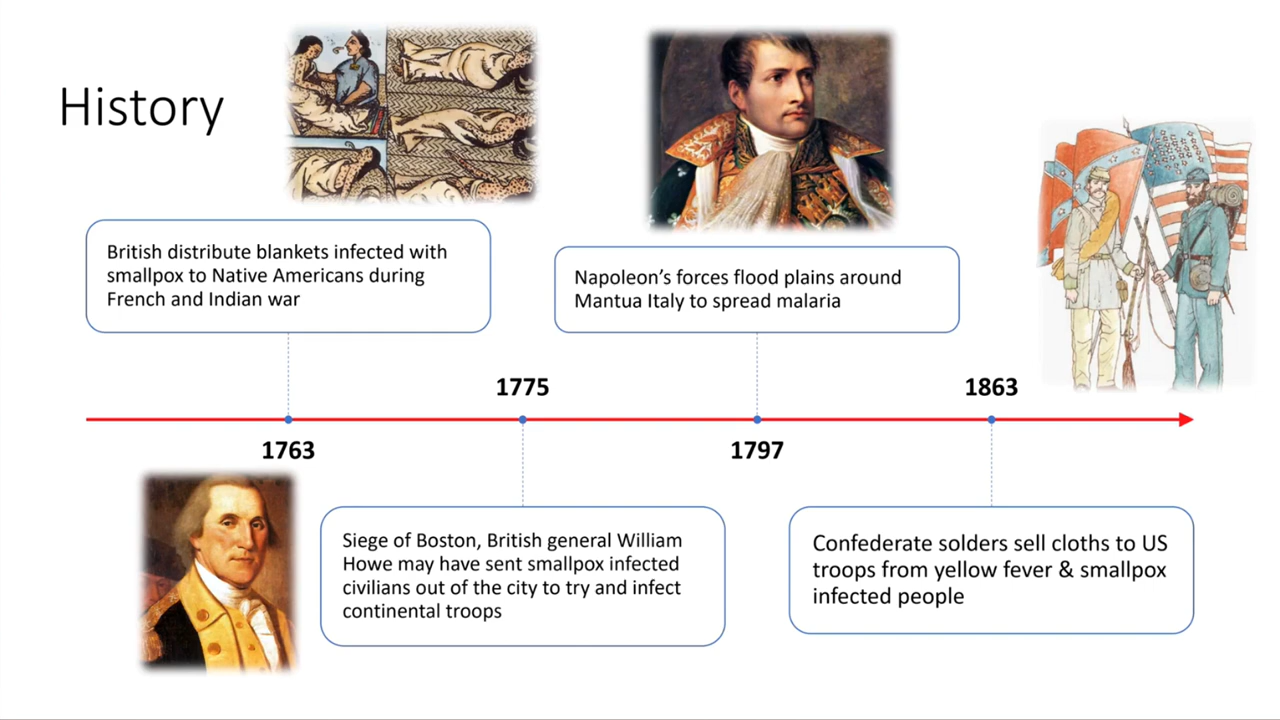 History
British distribute blankets infected with
smallpox to Native Americans during
French and Indian war
Napoleon’s forces flood plains around
Mantua Italy to spread malaria
1775
1863
1763
1797
Siege of Boston, British general William
Howe may have sent smallpox infected
civilians out of the city to try and infect
continental troops
Confederate solders sell cloths to US
troops from yellow fever & smallpox
infected people